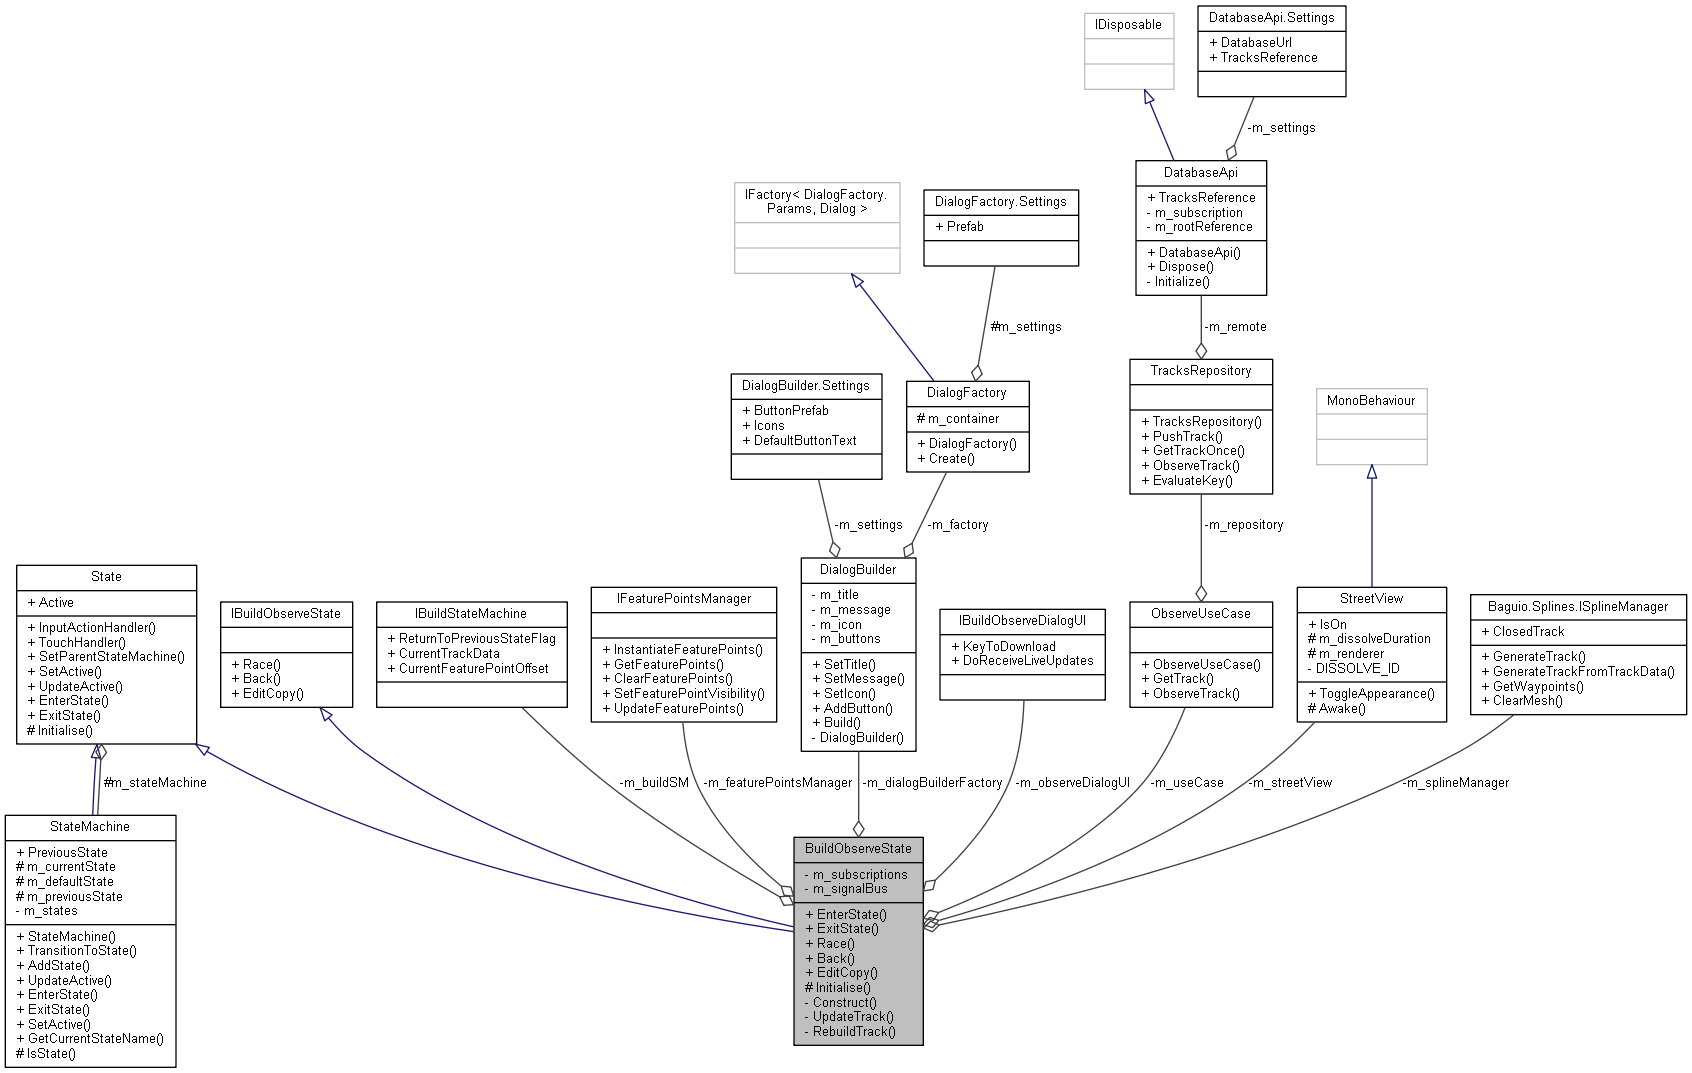 IDisposable
DatabaseApi.Settings
+ DatabaseUrl
+ TracksReference
-m_settings
DatabaseApi
+ TracksReference
- m_subscription
- m_rootReference
+ DatabaseApi()
+ Dispose()
- Initialize()
IFactory< DialogFactory.
Params, Dialog >
DialogFactory.Settings
+ Prefab
#m_settings
-m_remote
DialogBuilder.Settings
+ ButtonPrefab
+ Icons
+ DefaultButtonText
DialogFactory
# m_container
+ DialogFactory()
+ Create()
TracksRepository
+ TracksRepository()
+ PushTrack()
+ GetTrackOnce()
+ ObserveTrack()
+ EvaluateKey()
MonoBehaviour
-m_settings
-m_factory
-m_repository
State
+ Active
+ InputActionHandler()
+ TouchHandler()
+ SetParentStateMachine()
+ SetActive()
+ UpdateActive()
+ EnterState()
+ ExitState()
# Initialise()
IBuildObserveState
+ Race()
+ Back()
+ EditCopy()
IBuildStateMachine
+ ReturnToPreviousStateFlag
+ CurrentTrackData
+ CurrentFeaturePointOffset
IFeaturePointsManager
+ InstantiateFeaturePoints()
+ GetFeaturePoints()
+ ClearFeaturePoints()
+ SetFeaturePointVisibility()
+ UpdateFeaturePoints()
DialogBuilder
- m_title
- m_message
- m_icon
- m_buttons
+ SetTitle()
+ SetMessage()
+ SetIcon()
+ AddButton()
+ Build()
- DialogBuilder()
IBuildObserveDialogUI
+ KeyToDownload
+ DoReceiveLiveUpdates
ObserveUseCase
+ ObserveUseCase()
+ GetTrack()
+ ObserveTrack()
StreetView
+ IsOn
# m_dissolveDuration
# m_renderer
- DISSOLVE_ID
+ ToggleAppearance()
# Awake()
Baguio.Splines.ISplineManager
+ ClosedTrack
+ GenerateTrack()
+ GenerateTrackFromTrackData()
+ GetWaypoints()
+ ClearMesh()
#m_stateMachine
-m_buildSM
-m_featurePointsManager
-m_dialogBuilderFactory
-m_observeDialogUI
-m_useCase
-m_streetView
-m_splineManager
StateMachine
+ PreviousState
# m_currentState
# m_defaultState
# m_previousState
- m_states
+ StateMachine()
+ TransitionToState()
+ AddState()
+ UpdateActive()
+ EnterState()
+ ExitState()
+ SetActive()
+ GetCurrentStateName()
# IsState()
BuildObserveState
- m_subscriptions
- m_signalBus
+ EnterState()
+ ExitState()
+ Race()
+ Back()
+ EditCopy()
# Initialise()
- Construct()
- UpdateTrack()
- RebuildTrack()